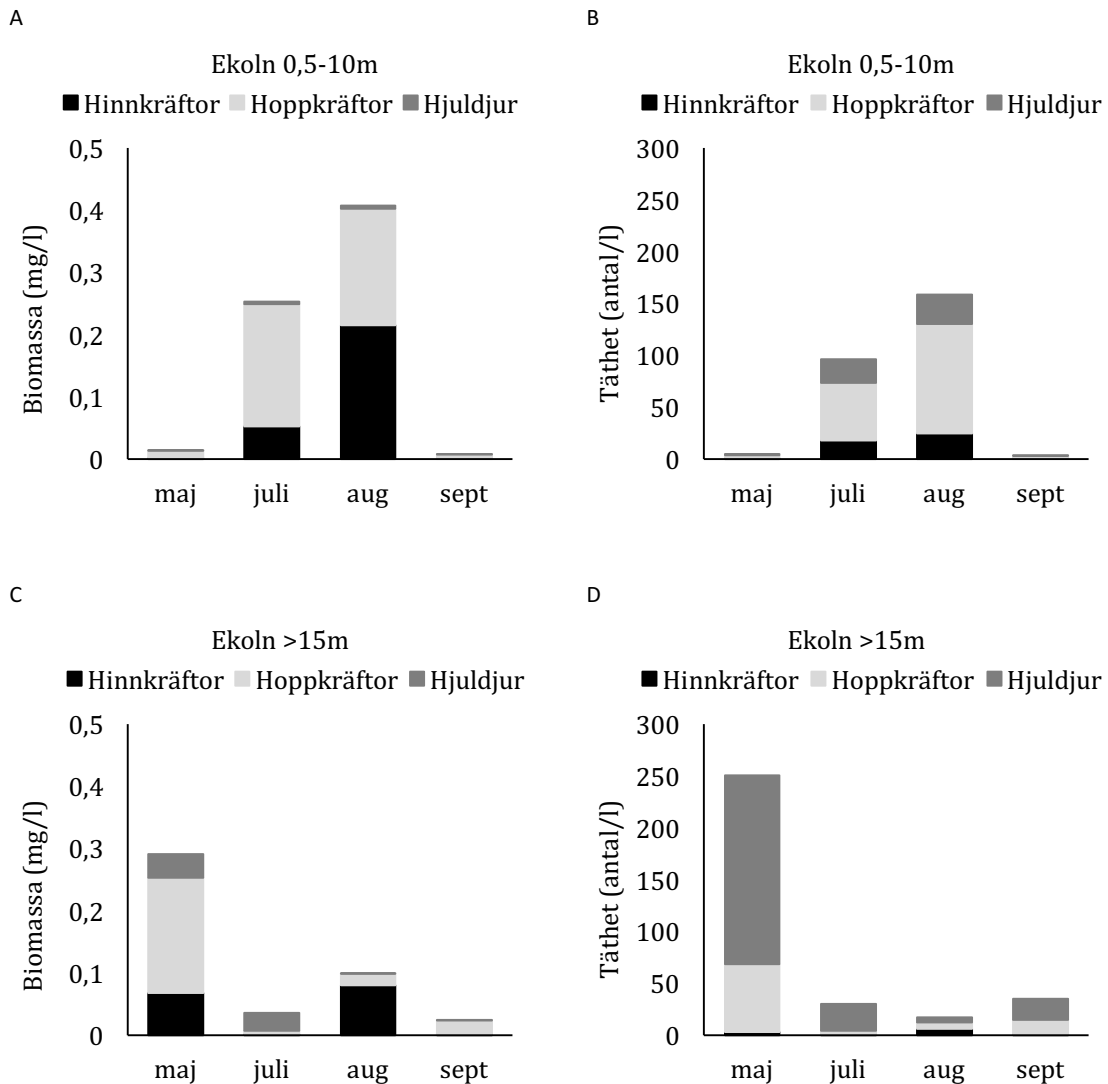 A
Ekoln 0,5-10m
Hinnkräftor Hoppkräftor Hjuldjur
Biomassa (mg/l)
0,5
0,4
0,3
0,2
0,1
0
maj juli aug sept
B
Ekoln 0,5-10m
Hinnkräftor Hoppkräftor Hjuldjur
Täthet (antal/l)
300
250
200
150
100
50
0
maj juli aug sept
C
Ekoln >15m
Hinnkräftor Hoppkräftor Hjuldjur
Biomassa (mg/l)
0,5
0,4
0,3
0,2
0,1
0
maj juli aug sept
D
Ekoln >15m
Hinnkräftor Hoppkräftor Hjuldjur
Täthet (antal/l)
300
250
200
150
100
50
0
maj juli aug sept